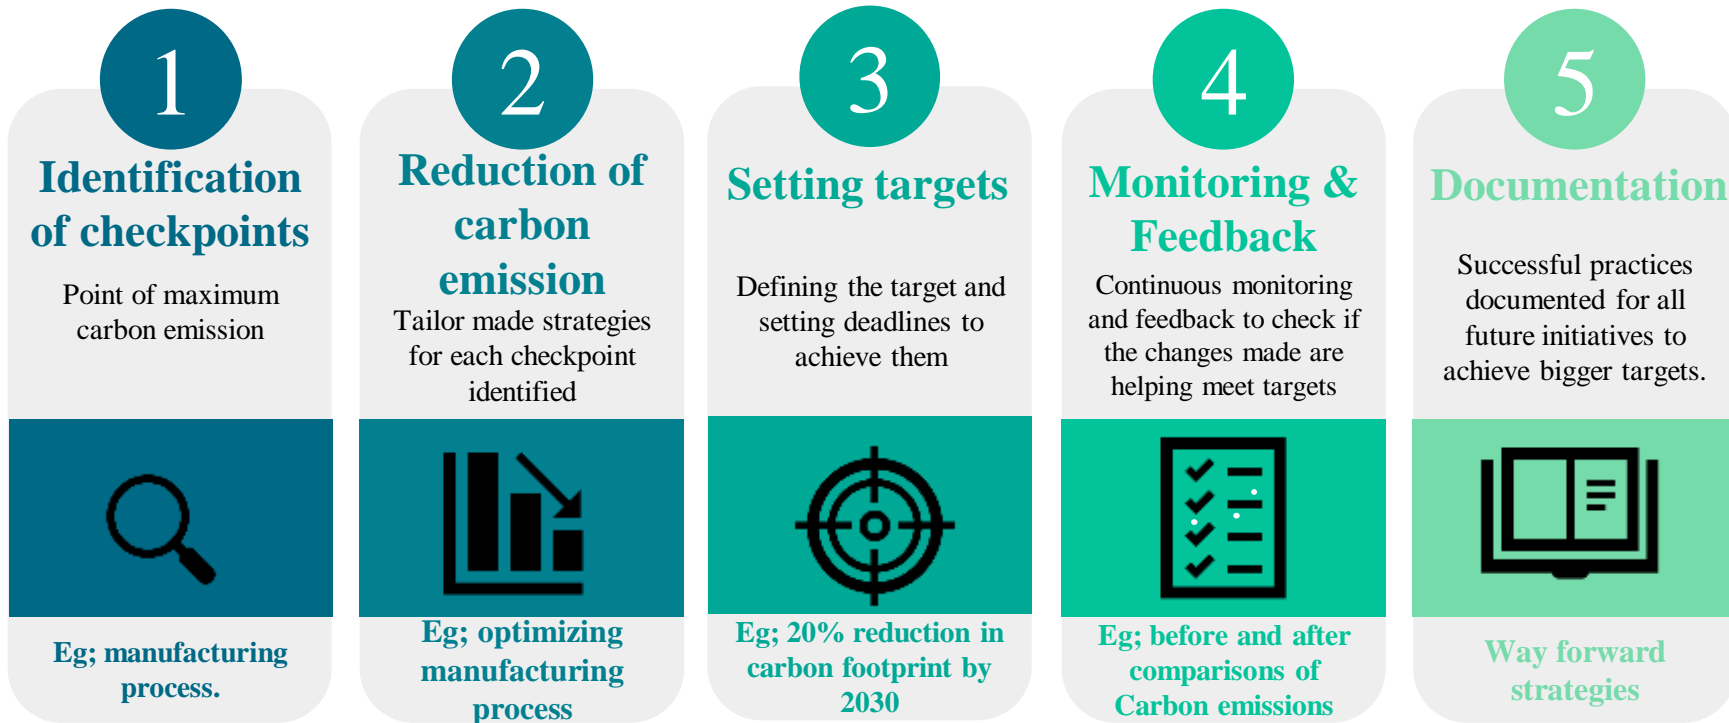 1
Identification
of checkpoints
Point of maximum
carbon emission
Eg; manufacturing
process.
2
Reduction of
carbon
emission
Tailor made strategies
for each checkpoint
identified
Eg; optimizing
manufacturing
process
3
Setting targets
Defining the target and
setting deadlines to
achieve them
Eg; 20% reduction in
carbon footprint by
2030
4
Monitoring &
Feedback
Continuous monitoring
and feedback to check if
the changes made are
helping meet targets
Eg; before and after
comparisons of
Carbon emissions
5
Documentation
Successful practices
documented for all
future initiatives to
achieve bigger targets.
Way forward
strategies